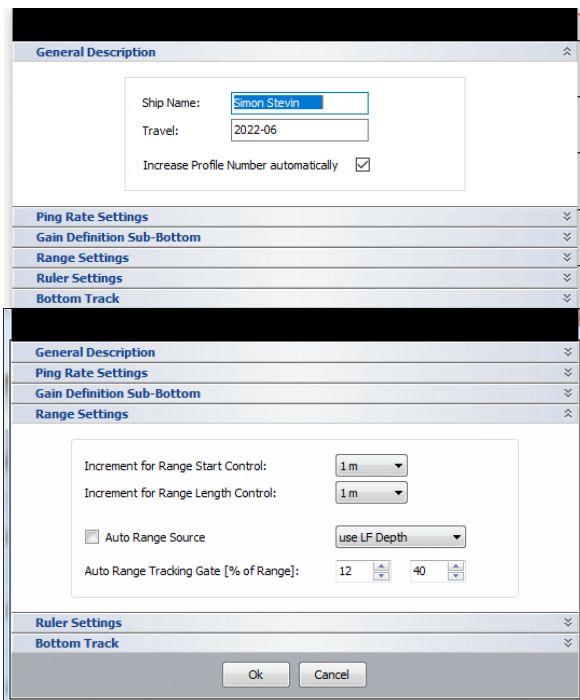 General Description
Ship Name: Simon Stevin
Travel: 2022-06
Increase Profile Number automatically
Ping Rate Settings
Gain Definition Sub-Bottom
Range Settings
Ruler Settings
Bottom Track
General Description
Ping Rate Settings
Gain Definition Sub-Bottom
Range Settings
Increment for Range Start Control: 1 m
Increment for Range Length Control: 1 m
Auto Range Source use LF Depth
Auto Range Tracking Gate [% of Range]: 12 40
Ruler Settings
Bottom Track
Ok Cancel